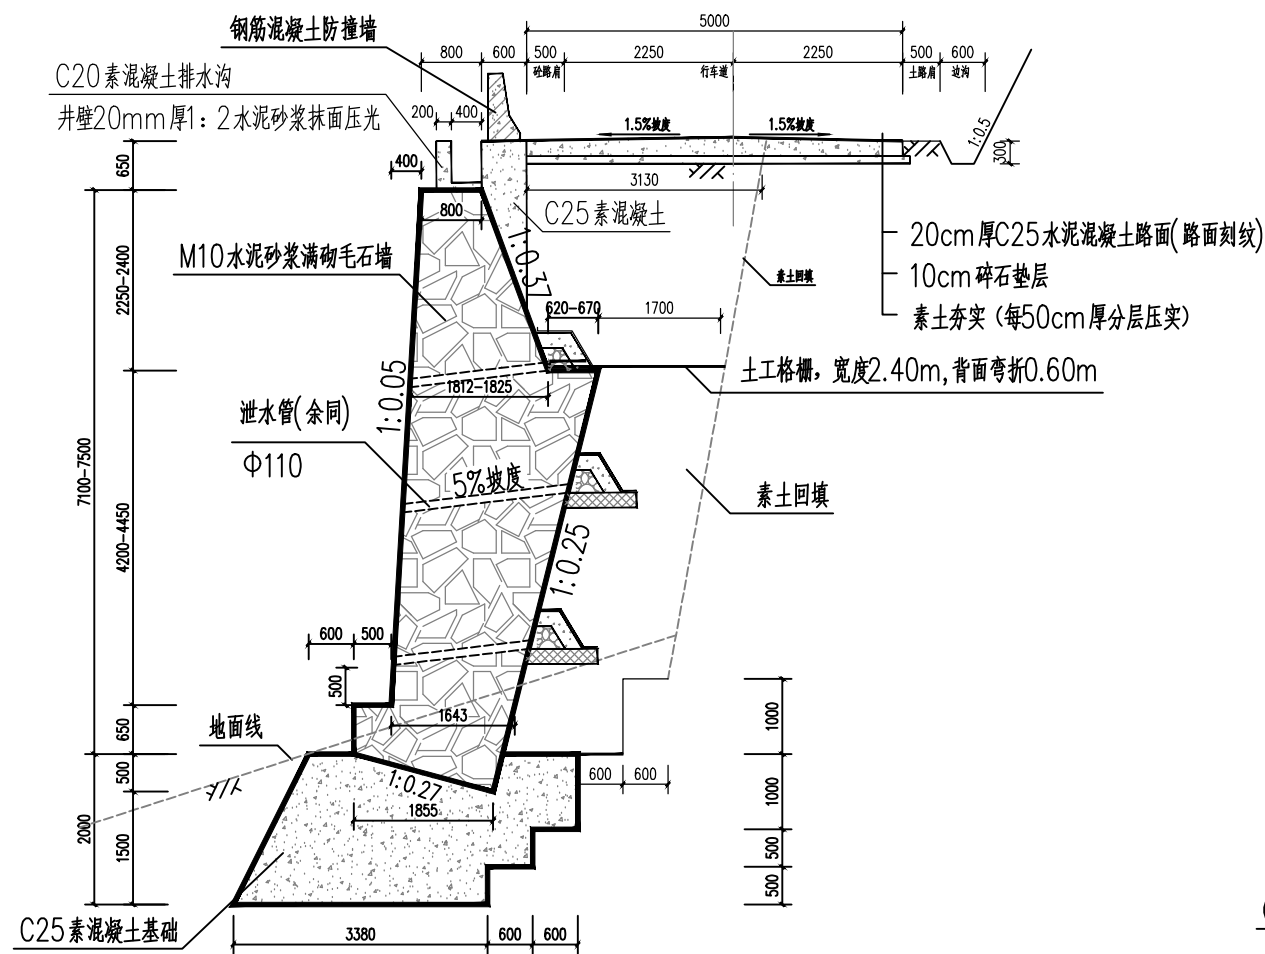 5000
钢筋混凝土防撞墙
800 600 500 2250 2250 500 600
砼路肩 行车道 土路肩 边沟
C20素混凝土排水沟
井壁20mm厚1：2水泥砂浆抹面压光
200 400
1.5%坡度 1.5%坡度
1:0.5
300
650
400
3130
800
C25素混凝土
1:0.37
M10水泥砂浆满砌毛石墙
20cm厚C25水泥混凝土路面(路面刻纹)
10cm碎石垫层
素土夯实（每50cm厚分层压实）
素土回填
2250-2400
620-670 1700
土工格栅，宽度2.40m,背面弯折0.60m
1:0.05
1812-1825
泄水管(余同)
Φ110
5%坡度
素土回填
7100-7500
4200-4450
1:0.25
600 500
500
1643
1000
650
地面线
500
1:0.27
600 600
1855
1000
2000
1500
500
500
C25素混凝土基础
3380 600 600